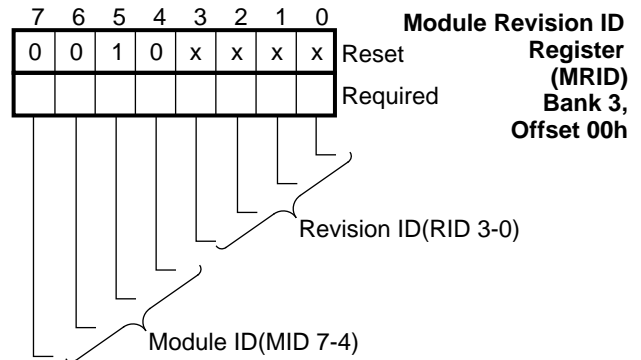 7 6 5 4 3 2 1 0
Module Revision ID
Register
(MRID)
Bank 3,
Offset 00h
0 0 1 0 x x x x Reset
Required
Revision ID(RID 3-0)
Module ID(MID 7-4)